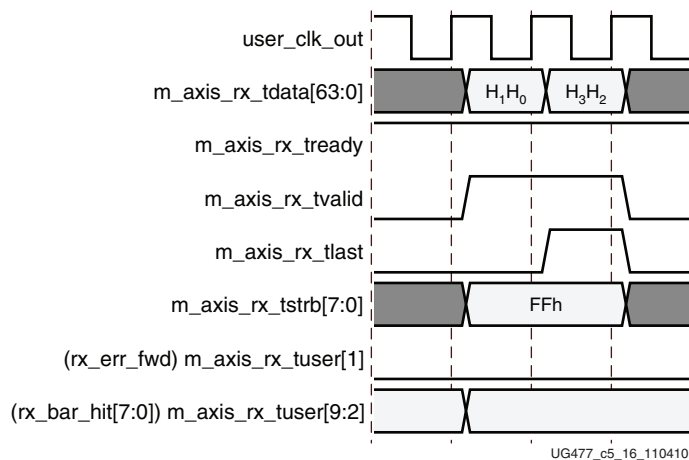 user_clk_out
m_axis_rx_tdata[63:0]
H1H0
H3H2
m_axis_rx_tready
m_axis_rx_tvalid
m_axis_rx_tlast
m_axis_rx_tstrb[7:0]
FFh
(rx_err_fwd) m_axis_rx_tuser[1]
(rx_bar_hit[7:0]) m_axis_rx_tuser[9:2]
UG477_c5_16_110410